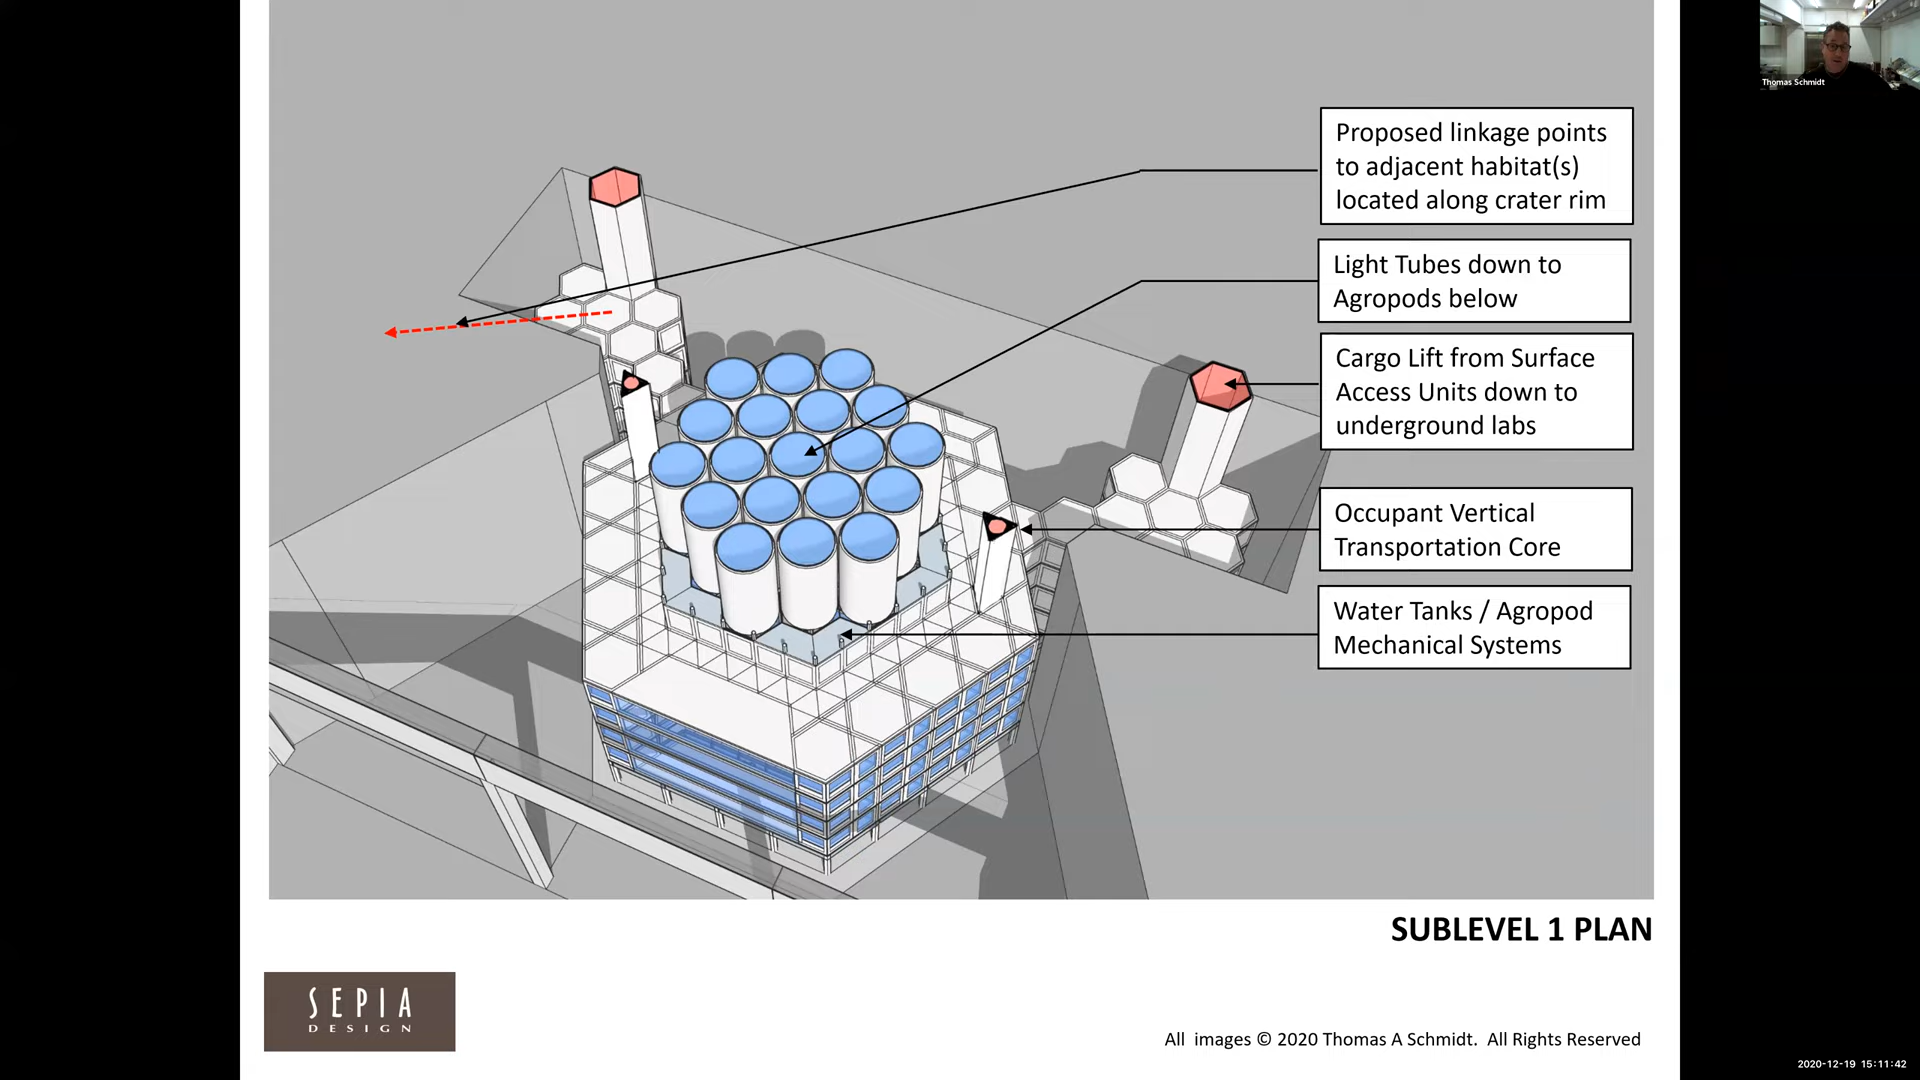 Thomas Schmidt
Proposed linkage points
to adjacent habitat(s)
located along crater rim
Light Tubes down to
Agropods below
Cargo Lift from Surface
Access Units down to
underground labs
Occupant Vertical
Transportation Core
Water Tanks / Agropod
Mechanical Systems
SUBLEVEL 1 PLAN
SEPIA
DESIGN
All images © 2020 Thomas A Schmidt. All Rights Reserved
2020-12-19 15:11:42